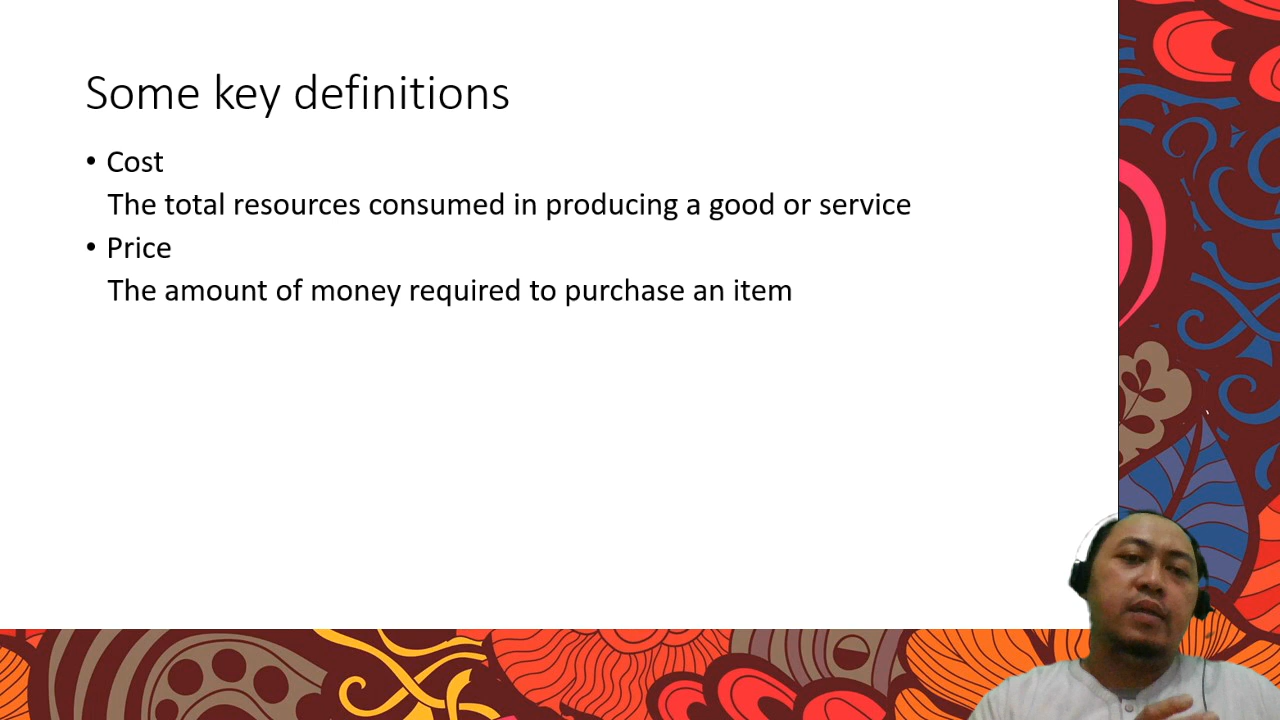 Some key definitions
• Cost
The total resources consumed in producing a good or service
• Price
The amount of money required to purchase an item